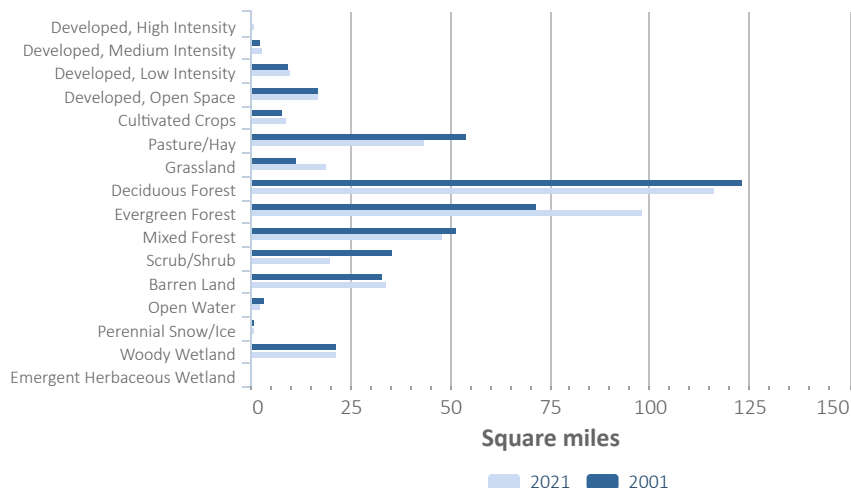 Developed, High Intensity
Developed, Medium Intensity
Developed, Low Intensity
Developed, Open Space
Cultivated Crops
Pasture/Hay
Grassland
Deciduous Forest
Evergreen Forest
Mixed Forest
Scrub/Shrub
Barren Land
Open Water
Perennial Snow/Ice
Woody Wetland
Emergent Herbaceous Wetland
0 25 50 75 100 125 150
Square miles
2021 2001